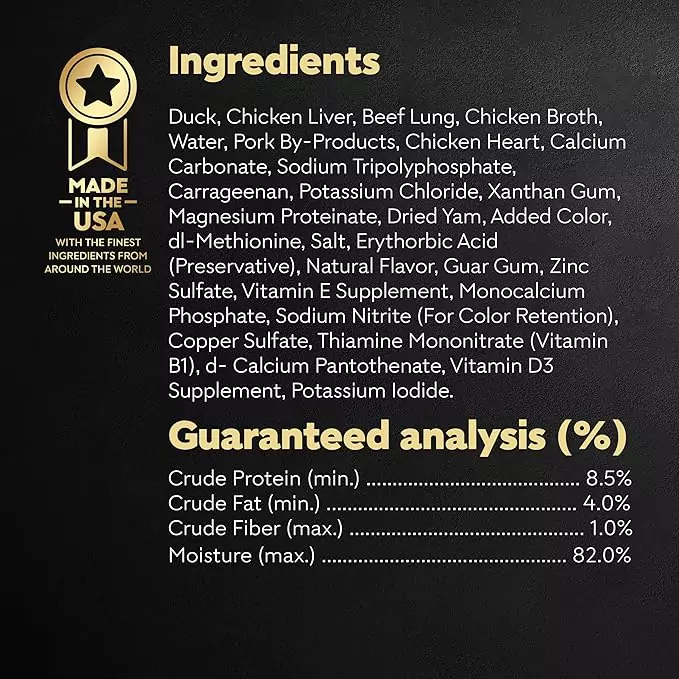 Ingredients
MADE
IN THE
USA
WITH THE FINEST
INGREDIENTS FROM
AROUND THE WORLD
Duck, Chicken Liver, Beef Lung, Chicken Broth,
Water, Pork By-Products, Chicken Heart, Calcium
Carbonate, Sodium Tripolyphosphate,
Carrageenan, Potassium Chloride, Xanthan Gum,
Magnesium Proteinate, Dried Yam, Added Color,
dl-Methionine, Salt, Erythorbic Acid
(Preservative), Natural Flavor, Guar Gum, Zinc
Sulfate, Vitamin E Supplement, Monocalcium
Phosphate, Sodium Nitrite (For Color Retention),
Copper Sulfate, Thiamine Mononitrate (Vitamin
B1), d- Calcium Pantothenate, Vitamin D3
Supplement, Potassium Iodide.
Guaranteed analysis (%)
Crude Protein (min.) .................................. 8.5%
Crude Fat (min.) ........................................ 4.0%
Crude Fiber (max.) ..................................... 1.0%
Moisture (max.) ....................................... 82.0%